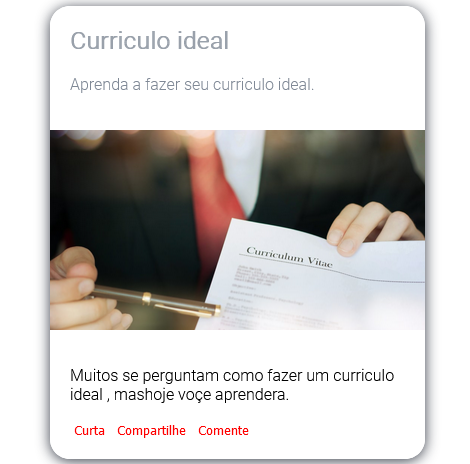 Curriculo ideal
Aprenda a fazer seu curriculo ideal.
Curriculum Vitae
Muitos se perguntam como fazer um curriculo
ideal , mashoje voçe aprendera.
Curta Compartilhe Comente